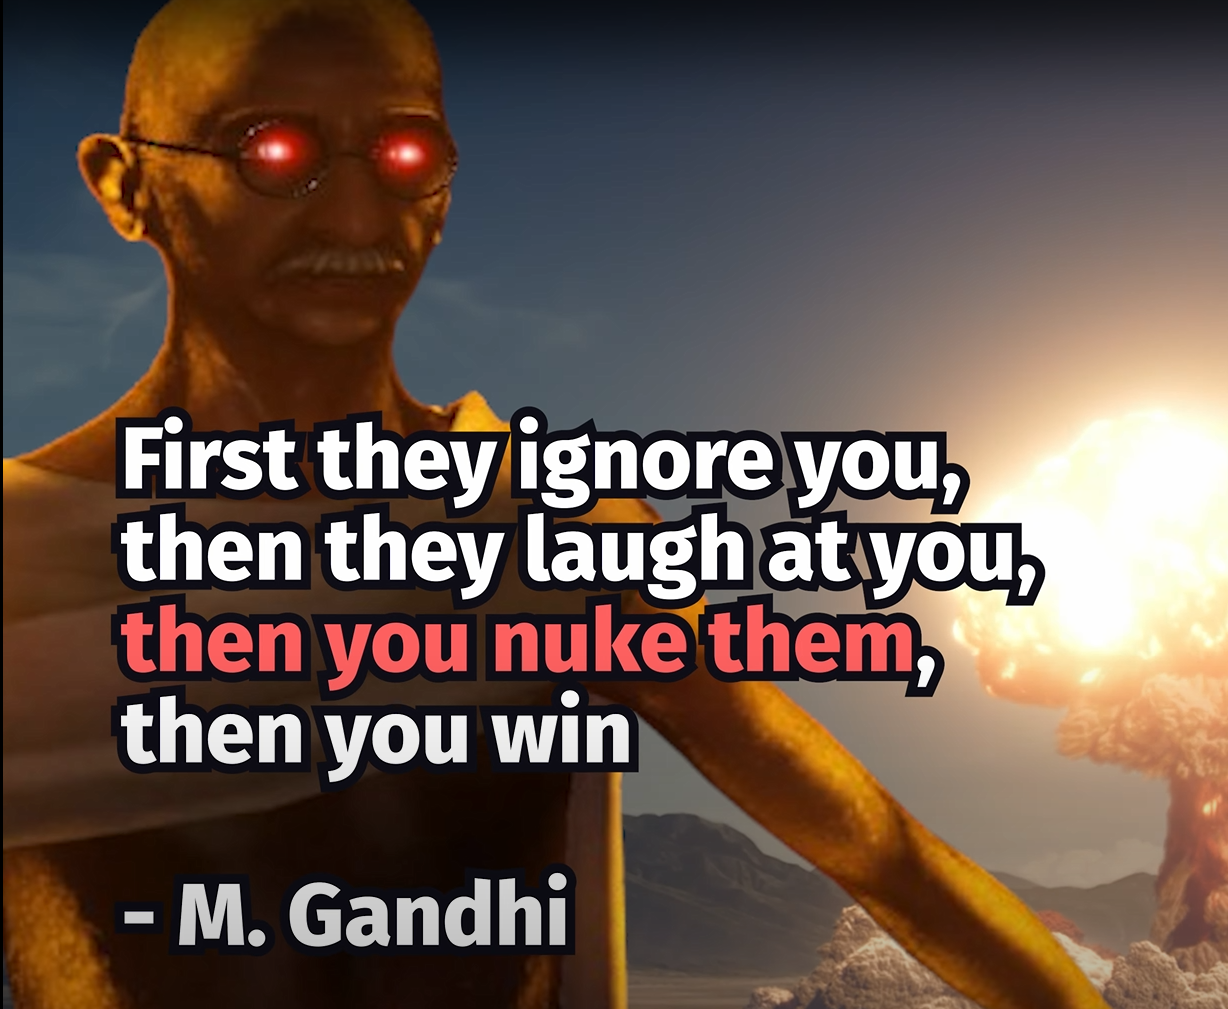 First they ignore you,
then they laugh at you,
then you nuke them,
then you win
– M. Gandhi